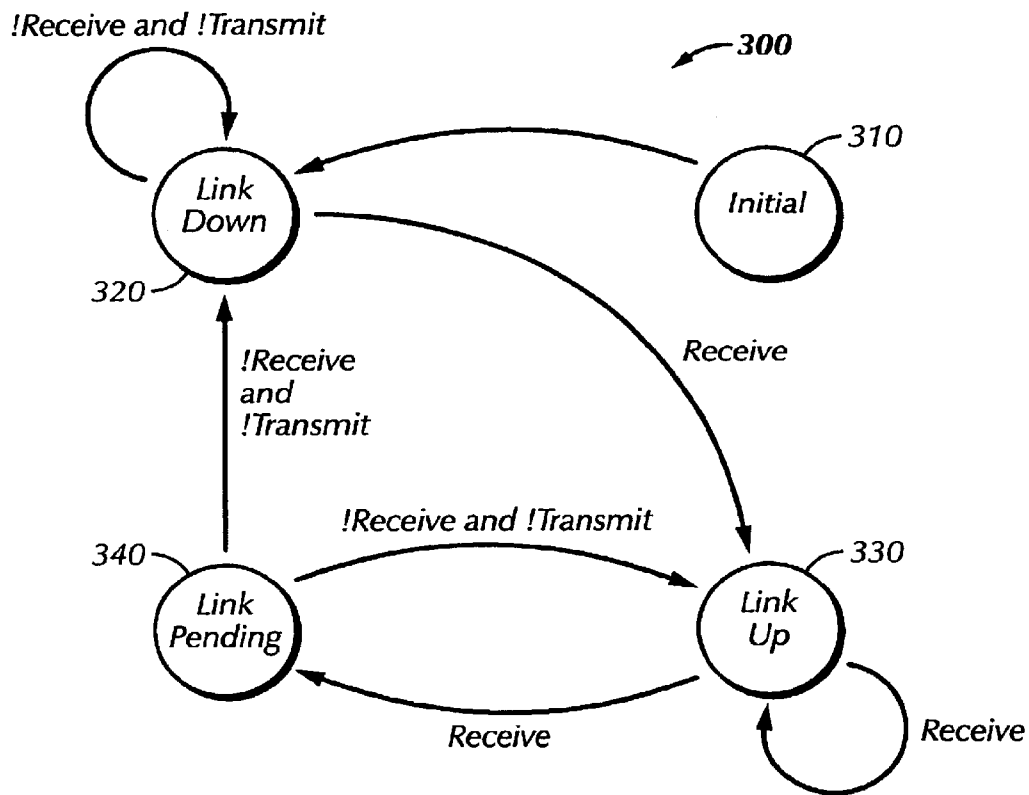 !Receive and !Transmit
300
310
Initial
Link
Down
320
Receive
!Receive
and
!Transmit
!Receive and !Transmit
340
330
Link
Pending
Link
Up
Receive
Receive